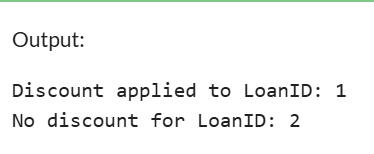 Output:
Discount applied to LoanID: 1
No discount for LoanID: 2